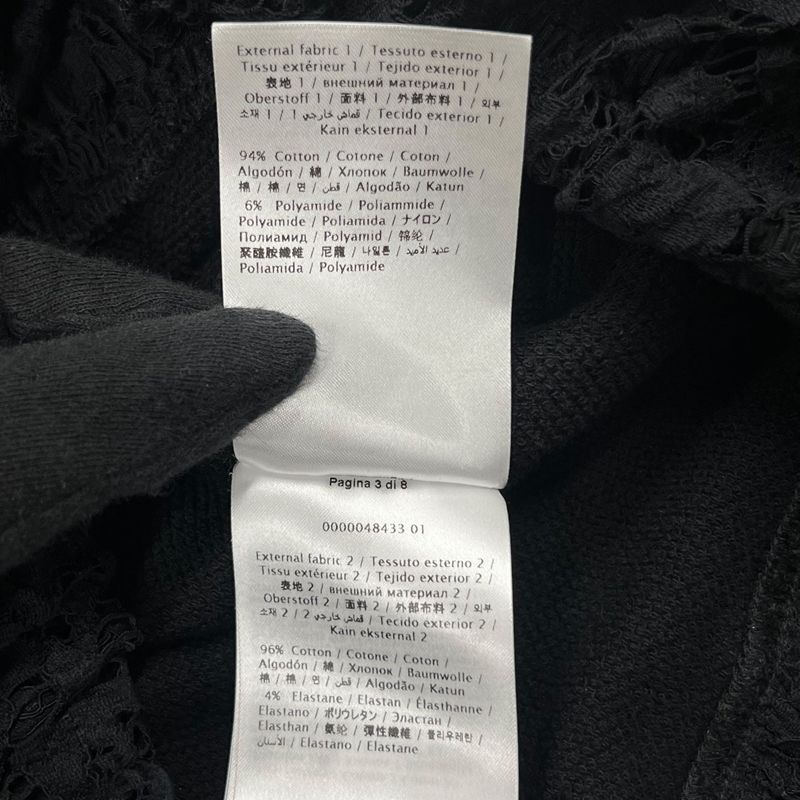 External fabric 1 / Tessuto esterno 1 /
Tissu extérieur 1 / Tejido exterior 1 /
表地 1 / внешний материал 1 /
Oberstoff 1 / 面料 1 / 外部布料 1 / 외부
소재 1 / قماش خارجي 1 / Tecido exterior 1 /
Kain eksternal 1
94% Cotton / Cotone / Coton /
Algodón / 綿 / Хлопок / Baumwolle /
棉 / 棉 / 면 / قطن / Algodão / Katun
6% Polyamide / Poliammide /
Polyamide / Poliamida / ナイロン /
Полиамид / Polyamid / 锦纶 /
聚醯胺纖維 / 尼龍 / 나일론 / عديد الأميد /
Poliamida / Polyamide
Pagina 3 di 8
0000048433 01
External fabric 2 / Tessuto esterno 2 /
Tissu extérieur 2 / Tejido exterior 2 /
表地 2 / внешний материал 2 /
Oberstoff 2 / 面料 2 / 外部布料 2 / 외부
소재 2 / قماش خارجي 2 / Tecido exterior 2 /
Kain eksternal 2
96% Cotton / Cotone / Coton /
Algodón / 綿 / Хлопок / Baumwolle /
棉 / 棉 / 면 / قطن / Algodão / Katun
4% Elastane / Elastan / Élasthanne /
Elastano / ポリウレタン / Эластан /
Elasthan / 氨纶 / 彈性纖維 / 폴리우레탄 /
الأستان / Elastano / Elastane